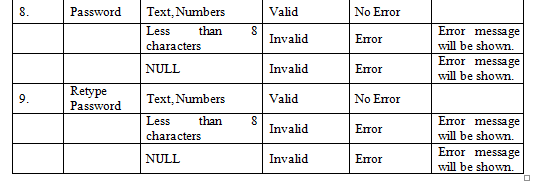 8. Password Text, Numbers Valid No Error
Less than 8 characters Invalid Error Error message will be shown.
NULL Invalid Error Error message will be shown.
9. Retype Password Text, Numbers Valid No Error
Less than 8 characters Invalid Error Error message will be shown.
NULL Invalid Error Error message will be shown.